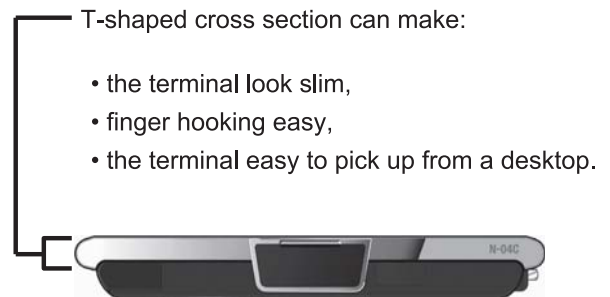 T-shaped cross section can make:
• the terminal look slim,
• finger hooking easy,
• the terminal easy to pick up from a desktop.
N-04C